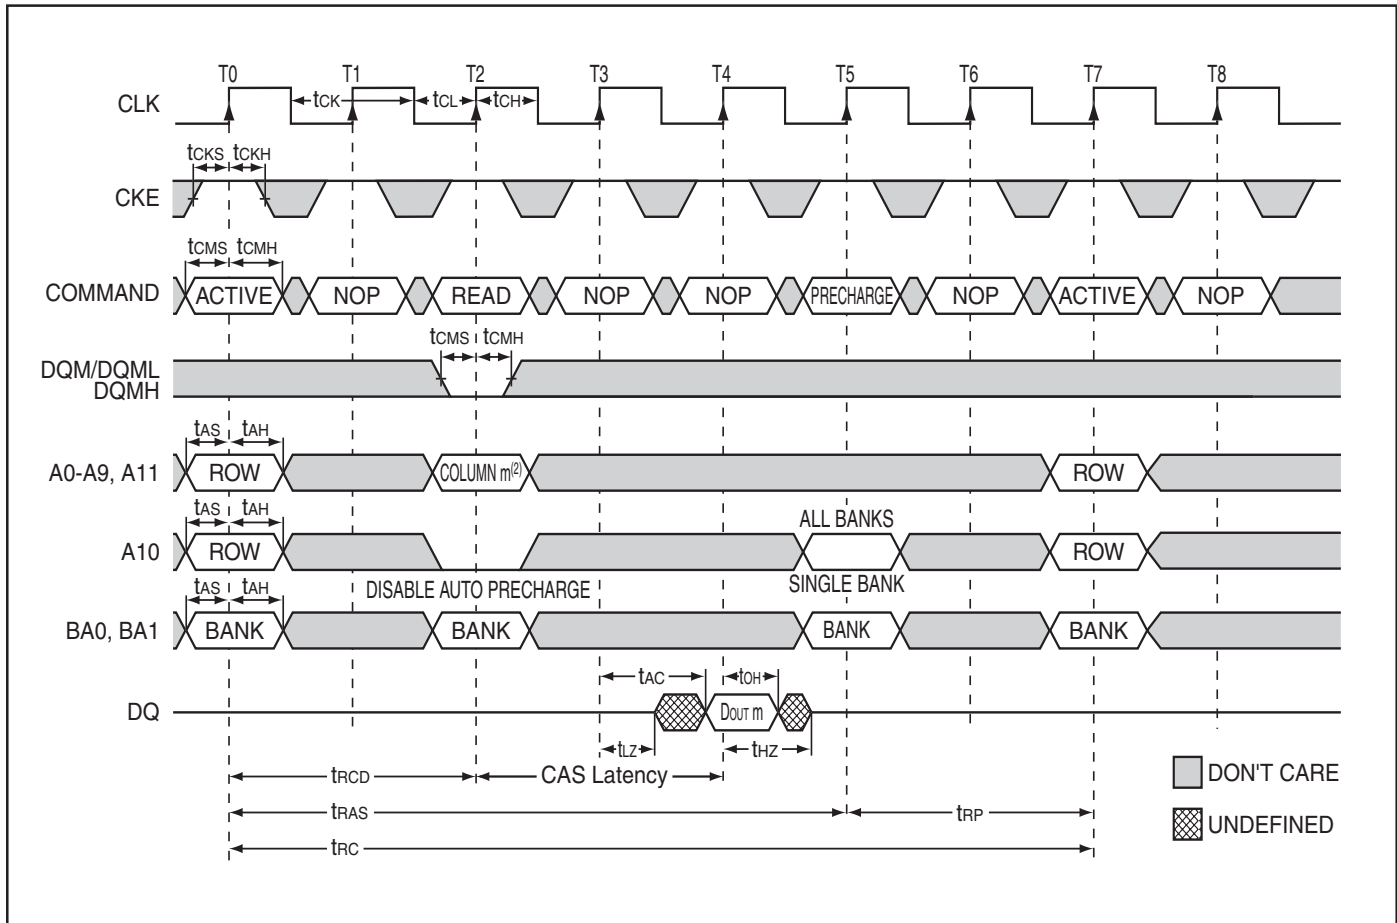 T0 T1 T2 T3 T4 T5 T6 T7 T8
CLK
tCK tCL tCH
tCKS tCKH
CKE
tCMS tCMH
COMMAND ACTIVE NOP READ NOP NOP PRECHARGE NOP ACTIVE NOP
tCMS tCMH
DQM/DQML
DQMH
tAS tAH
A0-A9, A11 ROW COLUMN m(2) ROW
tAS tAH ALL BANKS
A10 ROW ROW
tAS tAH DISABLE AUTO PRECHARGE SINGLE BANK
BA0, BA1 BANK BANK BANK BANK
tAC tOH
DQ DOUT m
tLZ tHZ
tRCD CAS Latency
DON'T CARE
tRAS tRP
UNDEFINED
tRC